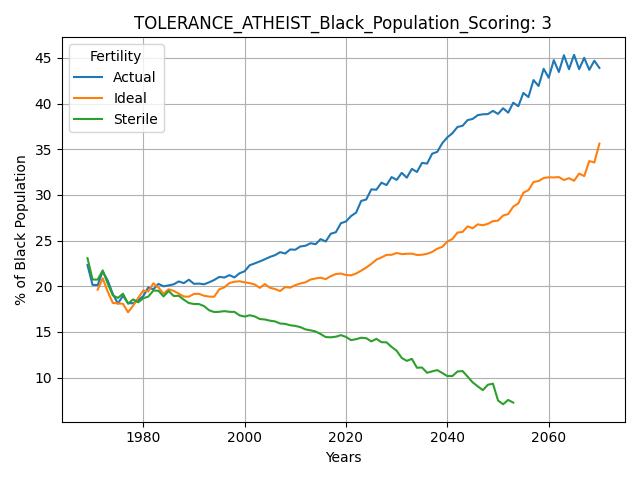 TOLERANCE_ATHEIST_Black_Population_Scoring: 3
Fertility
Actual
Ideal
Sterile
% of Black Population
45
40
35
30
25
20
15
10
1980
2000
2020
2040
2060
Years